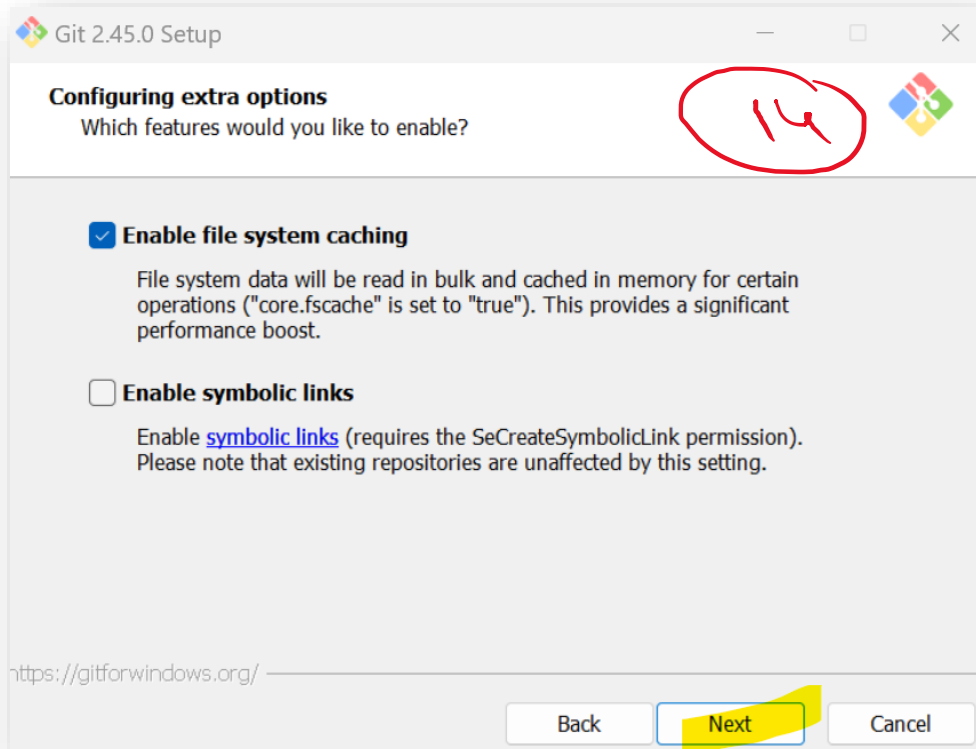 Git 2.45.0 Setup
Configuring extra options
Which features would you like to enable?
14
Enable file system caching
File system data will be read in bulk and cached in memory for certain
operations ("core.fscache" is set to "true"). This provides a significant
performance boost.
Enable symbolic links
Enable symbolic links (requires the SeCreateSymbolicLink permission).
Please note that existing repositories are unaffected by this setting.
https://gitforwindows.org/
Back Next Cancel